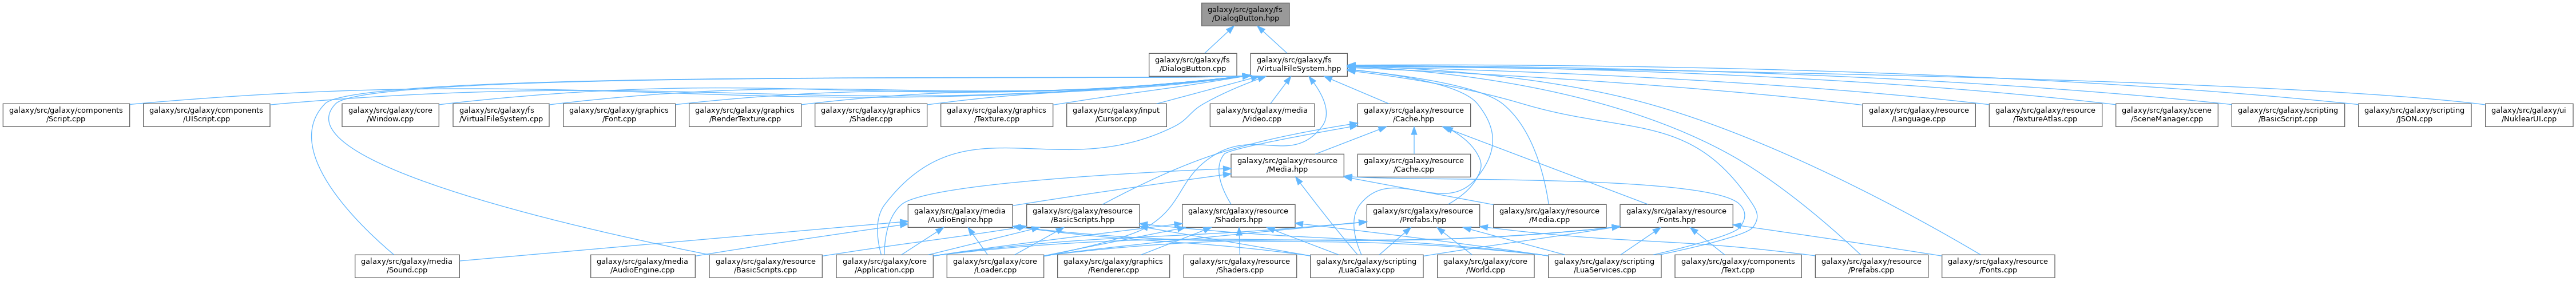 galaxy/src/galaxy/fs
/DialogButton.hpp
galaxy/src/galaxy/fs
/DialogButton.cpp
galaxy/src/galaxy/fs
/VirtualFileSystem.hpp
galaxy/src/galaxy/components
/Script.cpp
galaxy/src/galaxy/components
/UIScript.cpp
galaxy/src/galaxy/core
/Window.cpp
galaxy/src/galaxy/fs
/VirtualFileSystem.cpp
galaxy/src/galaxy/graphics
/Font.cpp
galaxy/src/galaxy/graphics
/RenderTexture.cpp
galaxy/src/galaxy/graphics
/Shader.cpp
galaxy/src/galaxy/graphics
/Texture.cpp
galaxy/src/galaxy/input
/Cursor.cpp
galaxy/src/galaxy/media
/Video.cpp
galaxy/src/galaxy/resource
/Cache.hpp
galaxy/src/galaxy/resource
/Language.cpp
galaxy/src/galaxy/resource
/TextureAtlas.cpp
galaxy/src/galaxy/scene
/SceneManager.cpp
galaxy/src/galaxy/scripting
/BasicScript.cpp
galaxy/src/galaxy/scripting
/JSON.cpp
galaxy/src/galaxy/ui
/NuklearUI.cpp
galaxy/src/galaxy/resource
/Media.hpp
galaxy/src/galaxy/resource
/Cache.cpp
galaxy/src/galaxy/media
/AudioEngine.hpp
galaxy/src/galaxy/resource
/BasicScripts.hpp
galaxy/src/galaxy/resource
/Shaders.hpp
galaxy/src/galaxy/resource
/Prefabs.hpp
galaxy/src/galaxy/resource
/Media.cpp
galaxy/src/galaxy/resource
/Fonts.hpp
galaxy/src/galaxy/media
/Sound.cpp
galaxy/src/galaxy/media
/AudioEngine.cpp
galaxy/src/galaxy/resource
/BasicScripts.cpp
galaxy/src/galaxy/core
/Application.cpp
galaxy/src/galaxy/core
/Loader.cpp
galaxy/src/galaxy/graphics
/Renderer.cpp
galaxy/src/galaxy/resource
/Shaders.cpp
galaxy/src/galaxy/scripting
/LuaGalaxy.cpp
galaxy/src/galaxy/core
/World.cpp
galaxy/src/galaxy/scripting
/LuaServices.cpp
galaxy/src/galaxy/components
/Text.cpp
galaxy/src/galaxy/resource
/Prefabs.cpp
galaxy/src/galaxy/resource
/Fonts.cpp